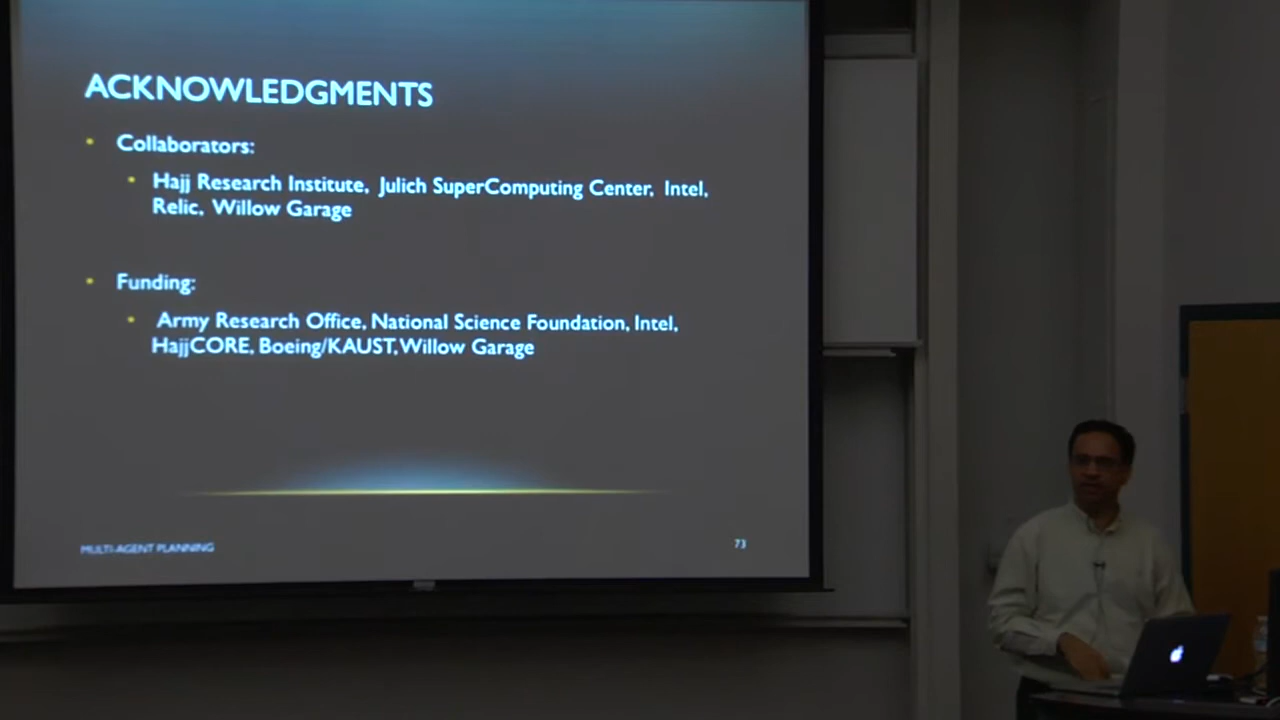 ACKNOWLEDGMENTS
Collaborators:
Hajj Research Institute, Julich SuperComputing Center, Intel,
Relic, Willow Garage
Funding:
Army Research Office, National Science Foundation, Intel,
HajjCORE, Boeing/KAUST, Willow Garage
MULTI-AGENT PLANNING
73